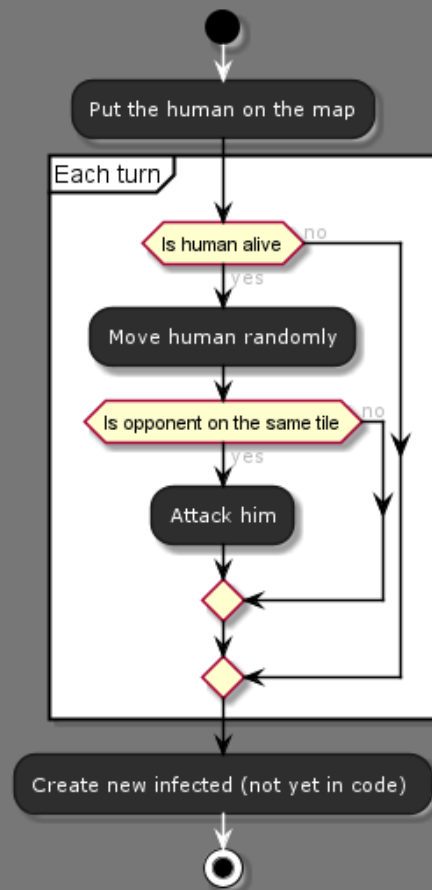 Put the human on the map
Each turn
Is human alive
no
yes
Move human randomly
Is opponent on the same tile
no
yes
Attack him
Create new infected (not yet in code)